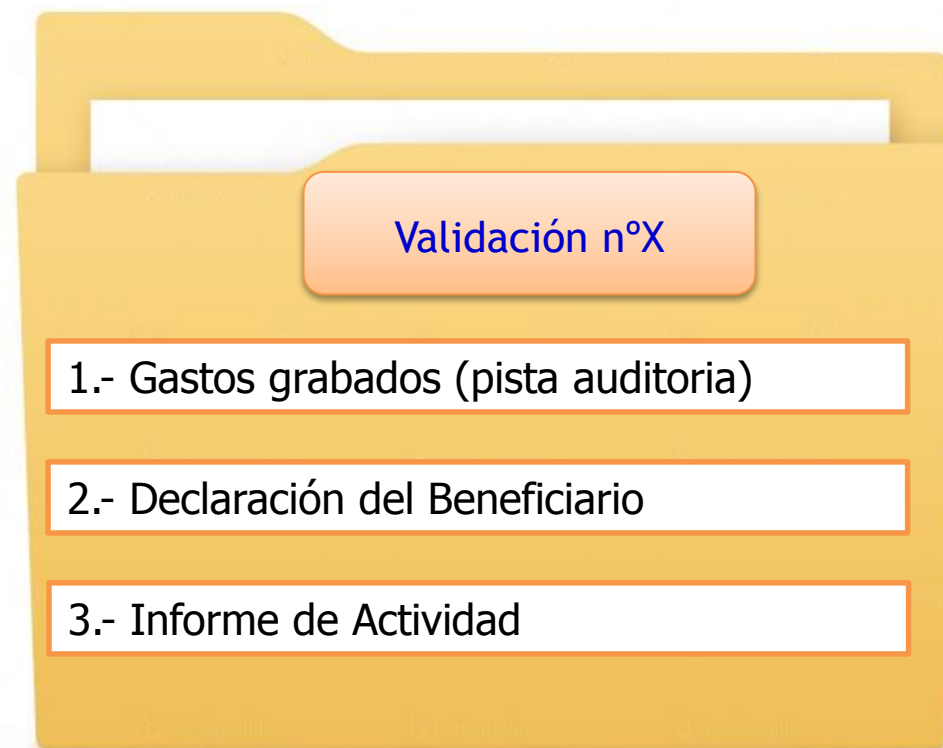 Validación nºX
1.- Gastos grabados (pista auditoria)
2.- Declaración del Beneficiario
3.- Informe de Actividad